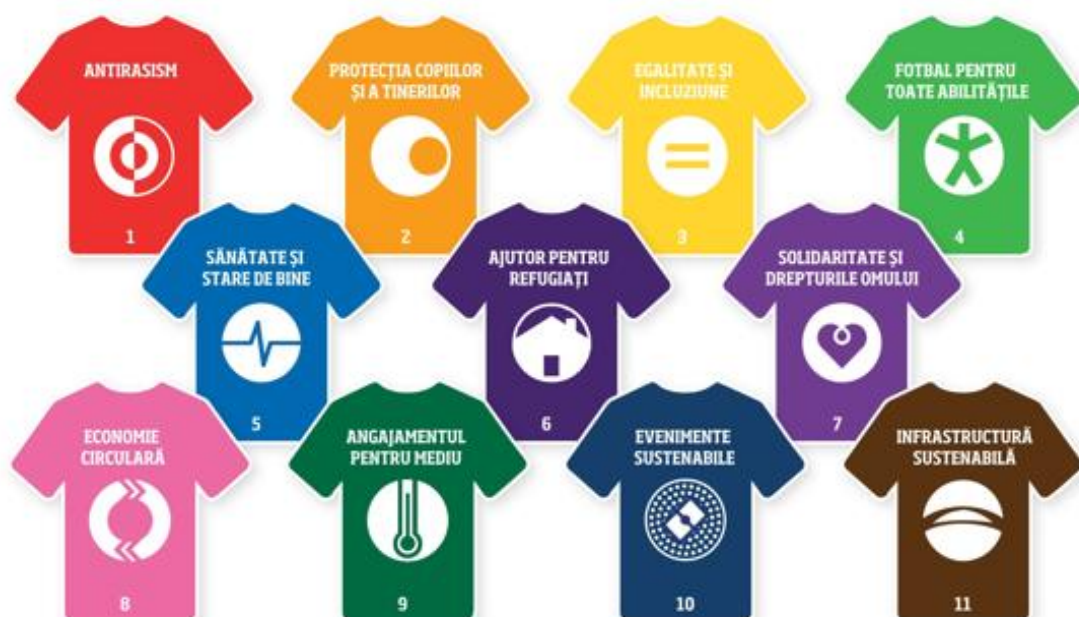 ANTIRASISM
1
PROTECȚIA COPIILOR
ȘI A TINERILOR
2
EGALITATE ȘI
INCLUZIUNE
3
FOTBAL PENTRU
TOATE ABILITĂȚILE
4
SĂNĂTATE ȘI
STARE DE BINE
5
AJUTOR PENTRU
REFUGIAȚI
6
SOLIDARITATE ȘI
DREPTURILE OMULUI
7
ECONOMIE
CIRCULARĂ
8
ANGAJAMENTUL
PENTRU MEDIU
9
EVENIMENTE
SUSTENABILE
10
INFRASTRUCTURĂ
SUSTENABILĂ
11